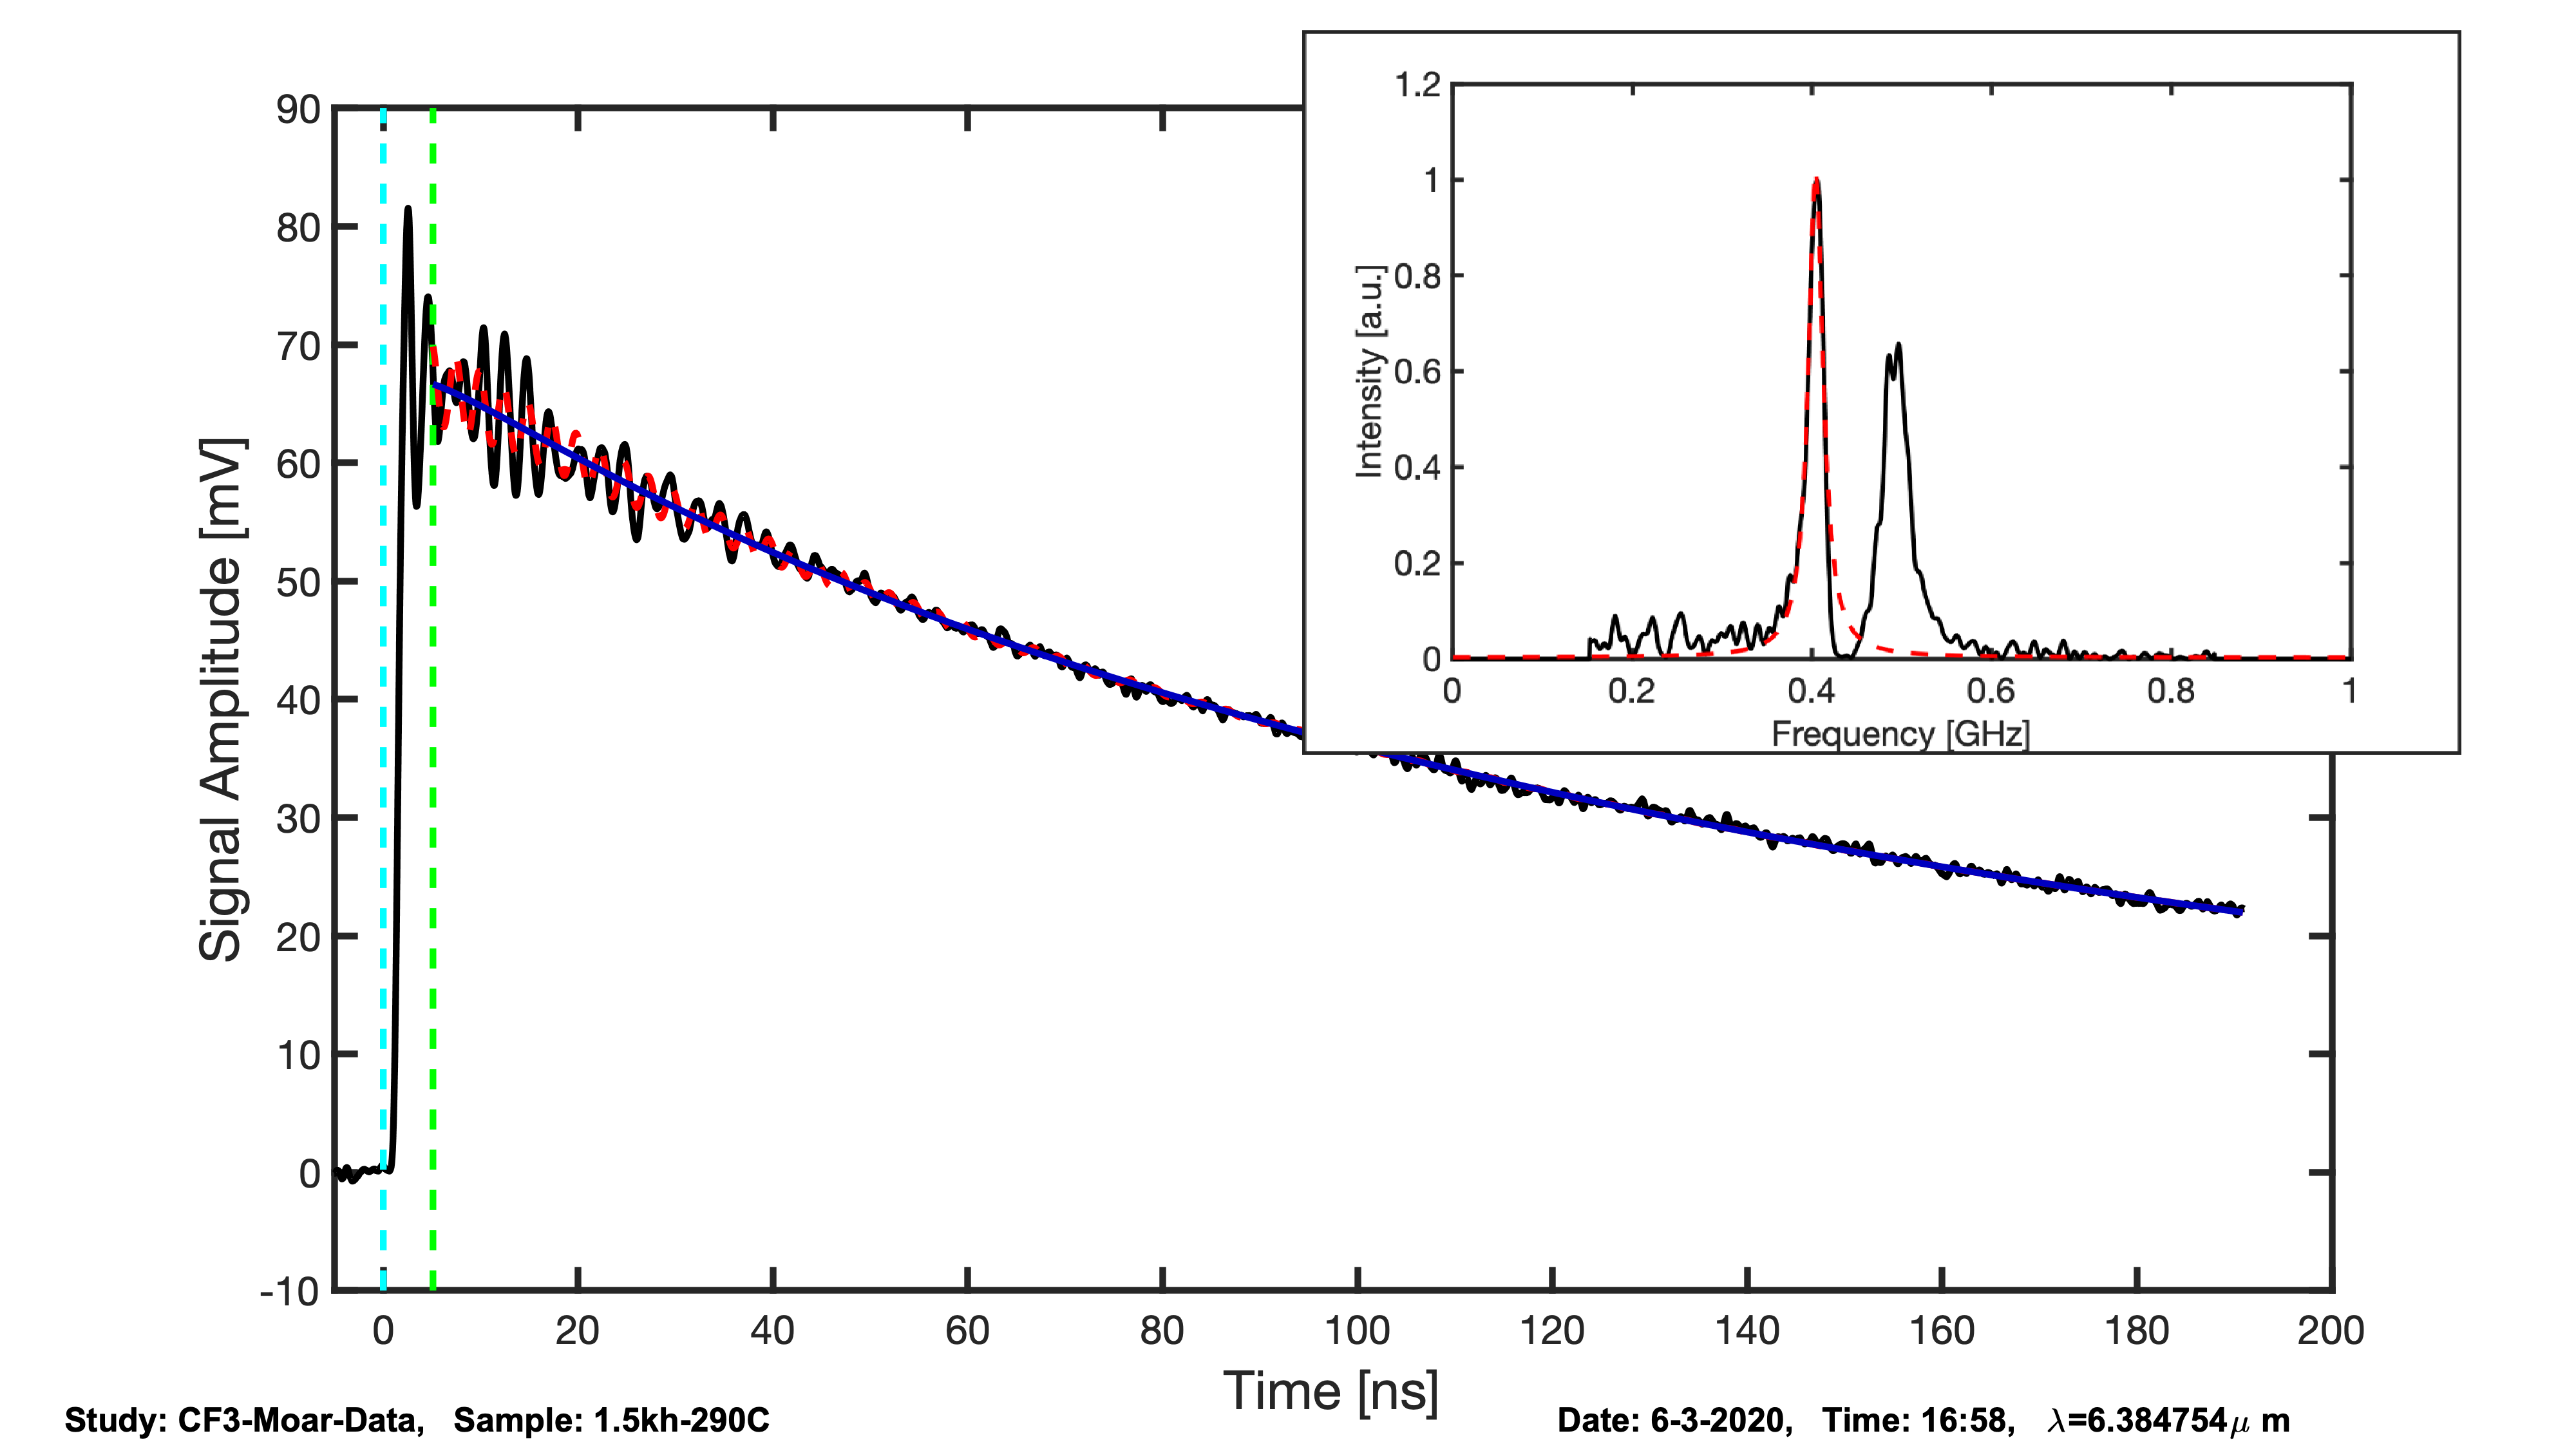 90
80
70
60
50
40
30
20
10
0
-10
Signal Amplitude [mV]
0 20 40 60 80 100 120 140 160 180 200
Time [ns]
1.2
1
0.8
0.6
0.4
0.2
0
Intensity [a.u.]
0 0.2 0.4 0.6 0.8 1
Frequency [GHz]
Study: CF3-Moar-Data, Sample: 1.5kh-290C
Date: 6-3-2020, Time: 16:58, λ=6.384754μ m